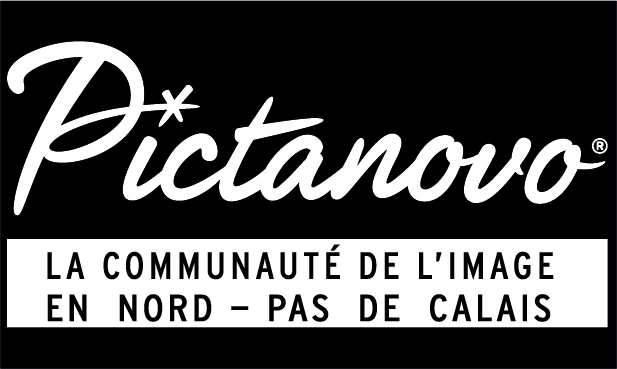 Pictanovo®
LA COMMUNAUTÉ DE L'IMAGE
EN NORD – PAS DE CALAIS